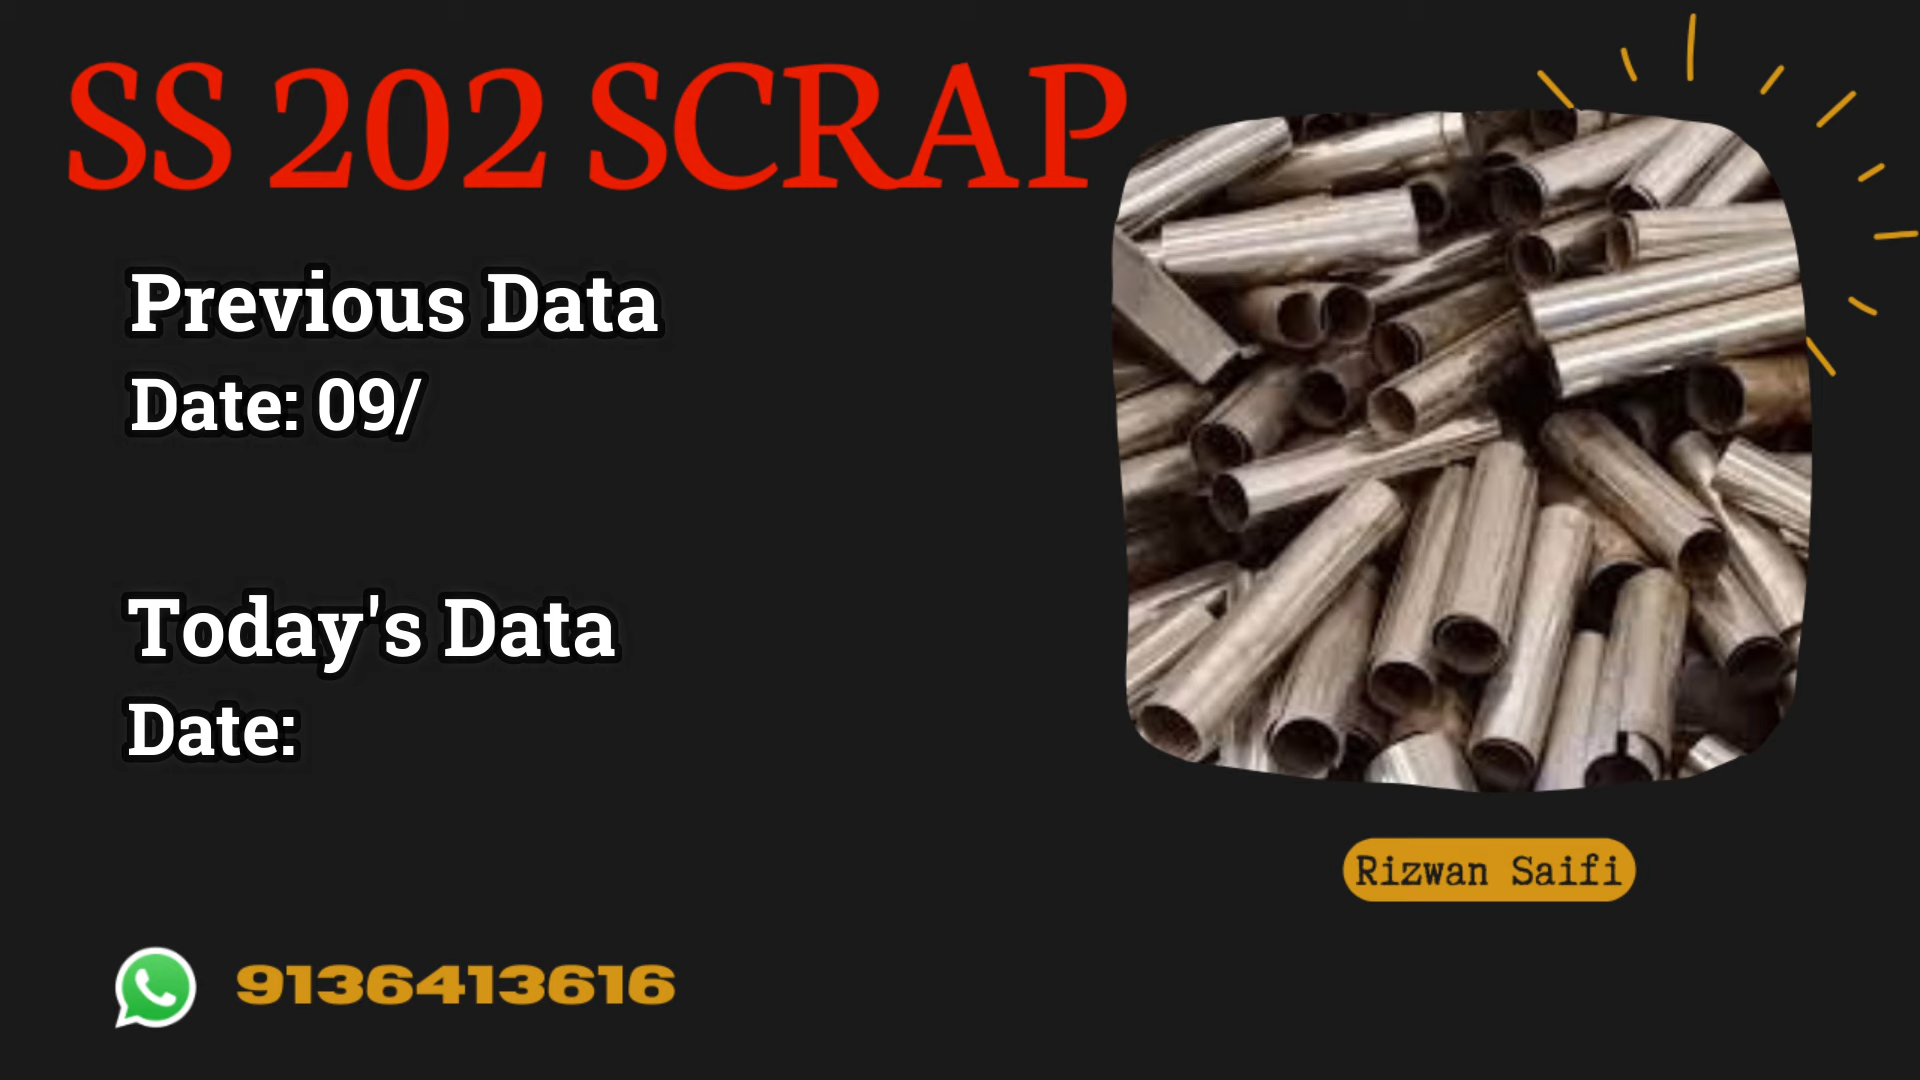 SS 202 SCRAP
Previous Data
Date: 09/
Today's Data
Date:
Rizwan Saifi
9136413616